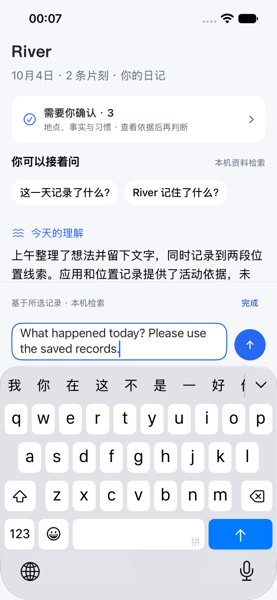 00:07
River
10月4日 · 2 条片刻 · 你的日记
需要你确认 · 3
地点、事实与习惯 · 查看依据后再判断
你可以接着问
本机资料检索
这一天记录了什么?
River 记住了什么?
今天的理解
上午整理了想法并留下文字，同时记录到两段位
置线索。应用和位置记录提供了活动依据，未
基于所选记录 · 本机检索
完成
What happened today? Please use
the saved records.
我 你 在 这 不 是 一 好
q w e r t y u i o p
a s d f g h j k l
z x c v b n m
123
拼